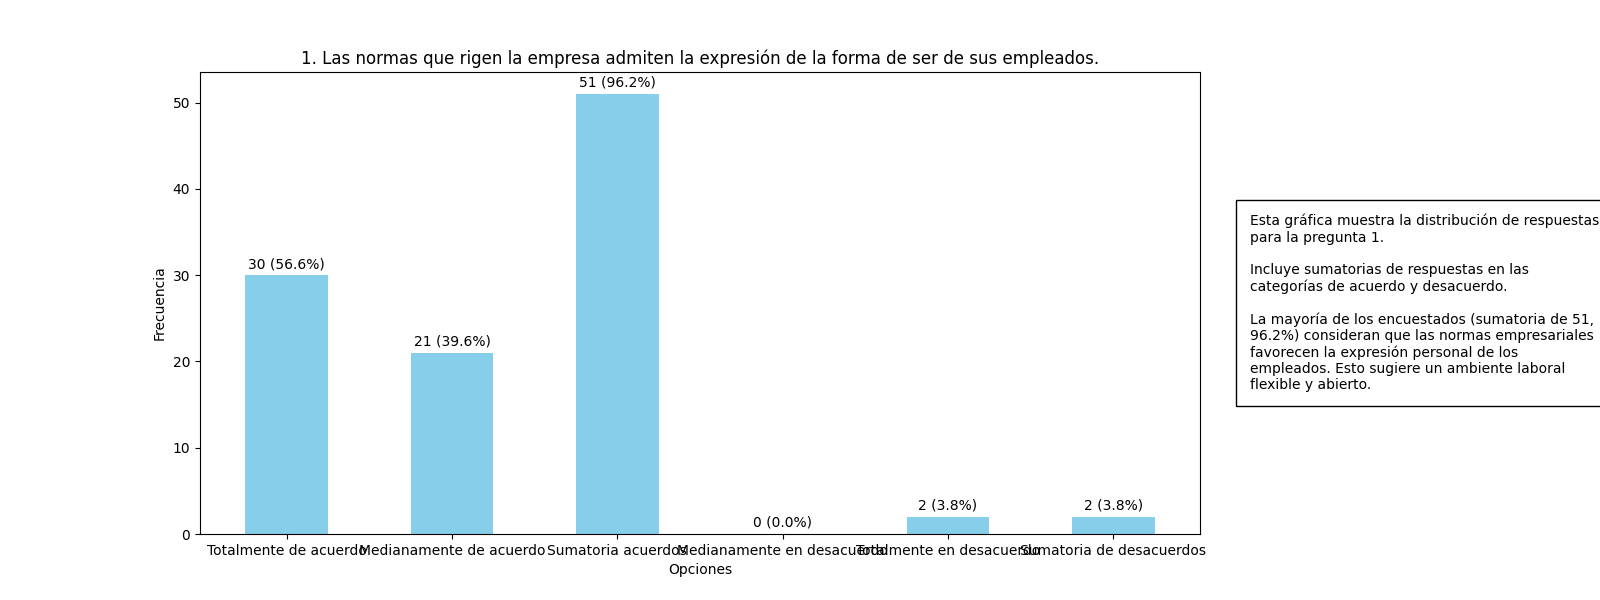 1. Las normas que rigen la empresa admiten la expresión de la forma de ser de sus empleados.
51 (96.2%)
30 (56.6%)
21 (39.6%)
0 (0.0%)
2 (3.8%)
2 (3.8%)
50
40
30
20
10
0
Frecuencia
Totalmente de acuerdo
Medianamente de acuerdo
Sumatoria acuerdos
Medianamente en desacuerdo
Totalmente en desacuerdo
Sumatoria de desacuerdos
Opciones
Esta gráfica muestra la distribución de respuestas
para la pregunta 1.
Incluye sumatorias de respuestas en las
categorías de acuerdo y desacuerdo.
La mayoría de los encuestados (sumatoria de 51,
96.2%) consideran que las normas empresariales
favorecen la expresión personal de los
empleados. Esto sugiere un ambiente laboral
flexible y abierto.